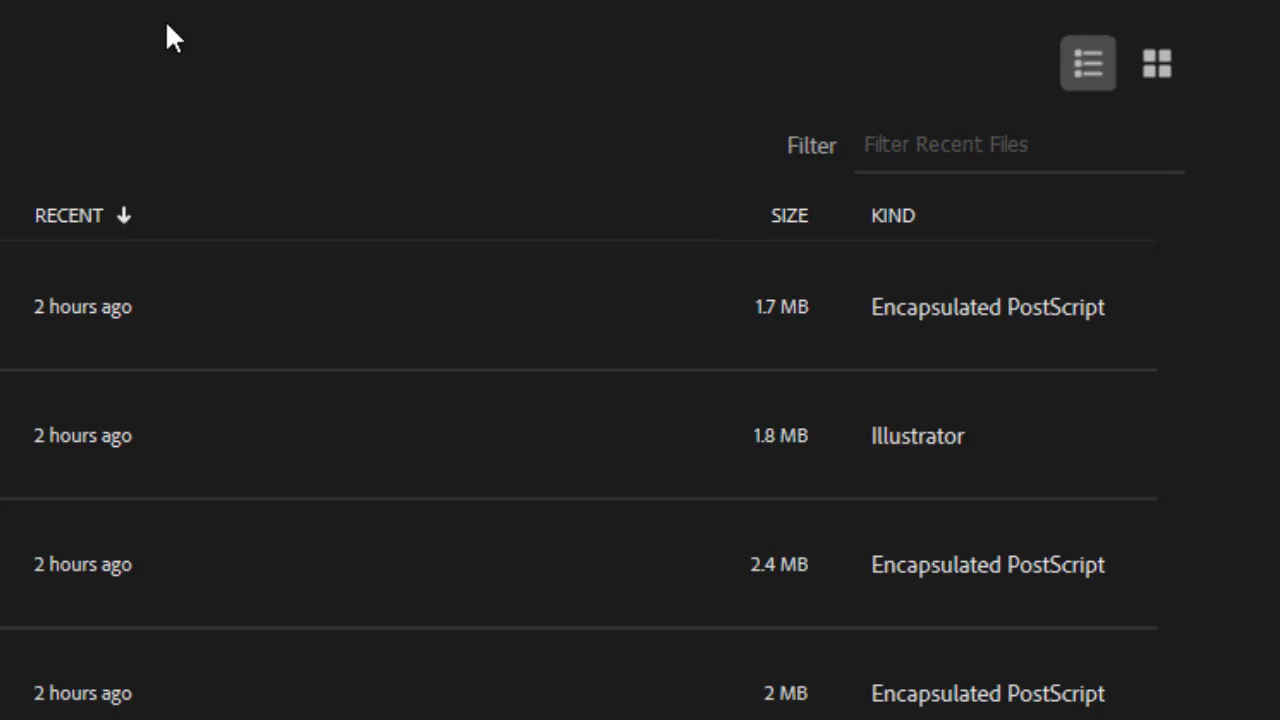 Filter Filter Recent Files
RECENT SIZE KIND
2 hours ago 1.7 MB Encapsulated PostScript
2 hours ago 1.8 MB Illustrator
2 hours ago 2.4 MB Encapsulated PostScript
2 hours ago 2 MB Encapsulated PostScript